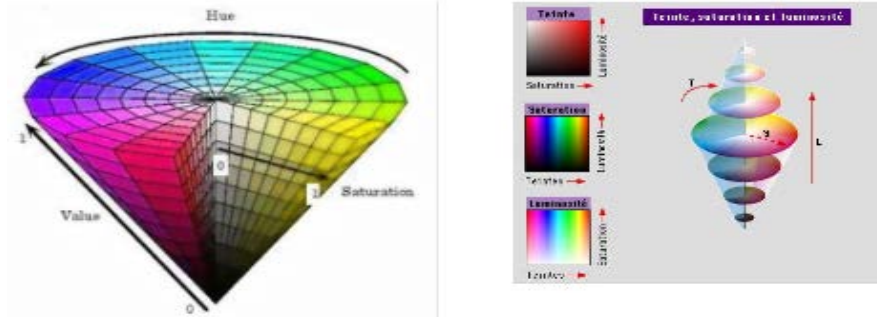 Hue
1
0
1
Saturation
Value
0
Teinte
Luminosité
Saturation
Saturation
Luminosité
Teintes
Luminosité
Saturation
Teintes
Teinte, saturation et luminosité
T
S
L